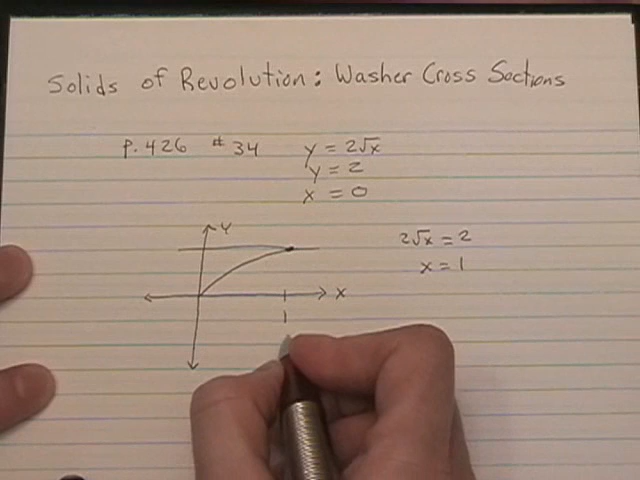 Solids of Revolution: Washer Cross Sections
p. 426 # 34 y = 2√x
y = 2
x = 0
y
2√x = 2
x = 1
x
1